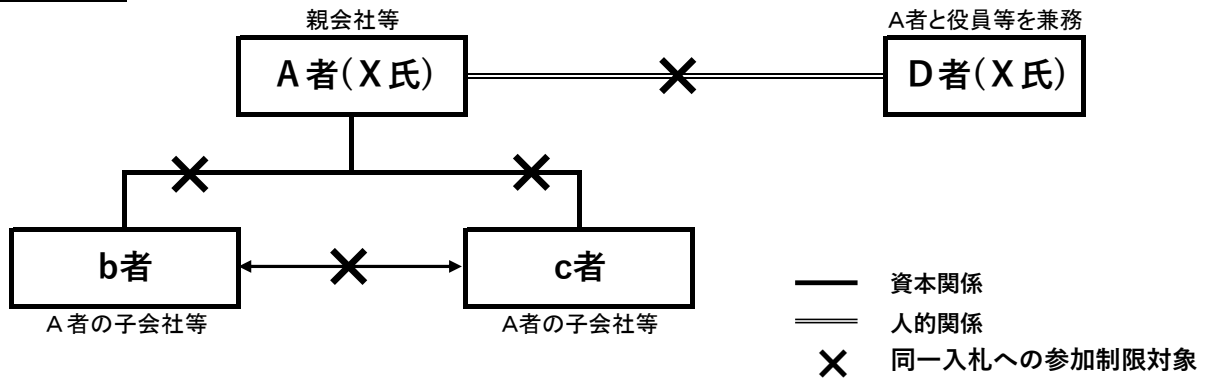 親会社等
A者と役員等を兼務
A者(X氏)
D者(X氏)
b者
c者
A者の子会社等
A者の子会社等
資本関係
人的関係
同一入札への参加制限対象